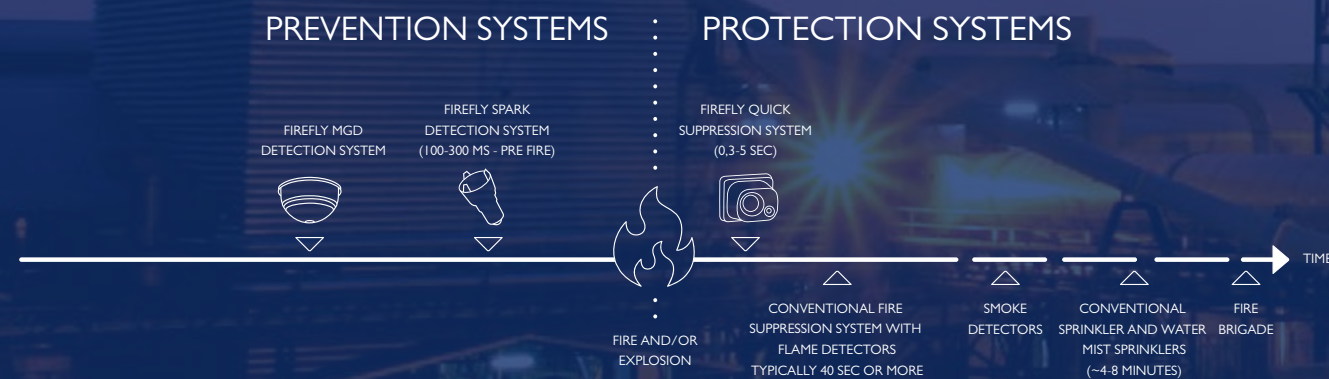 PREVENTION SYSTEMS
PROTECTION SYSTEMS
FIREFLY MGD
DETECTION SYSTEM
FIREFLY SPARK
DETECTION SYSTEM
(100-300 MS - PRE FIRE)
FIREFLY QUICK
SUPPRESSION SYSTEM
(0,3-5 SEC)
TIME
FIRE AND/OR
EXPLOSION
CONVENTIONAL FIRE
SUPPRESSION SYSTEM WITH
FLAME DETECTORS
TYPICALLY 40 SEC OR MORE
SMOKE
DETECTORS
CONVENTIONAL
SPRINKLER AND WATER
MIST SPRINKLERS
(~4-8 MINUTES)
FIRE
BRIGADE